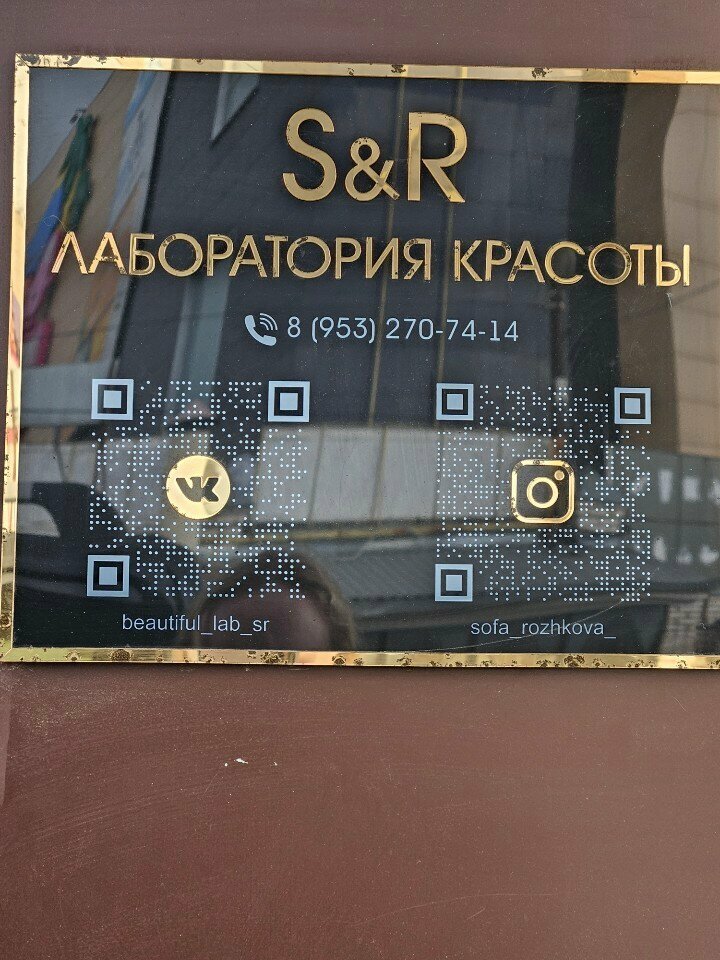 S&R
ЛАБОРАТОРИЯ КРАСОТЫ
8 (953) 270-74-14
beautiful_lab_sr
sofa_rozhkova_